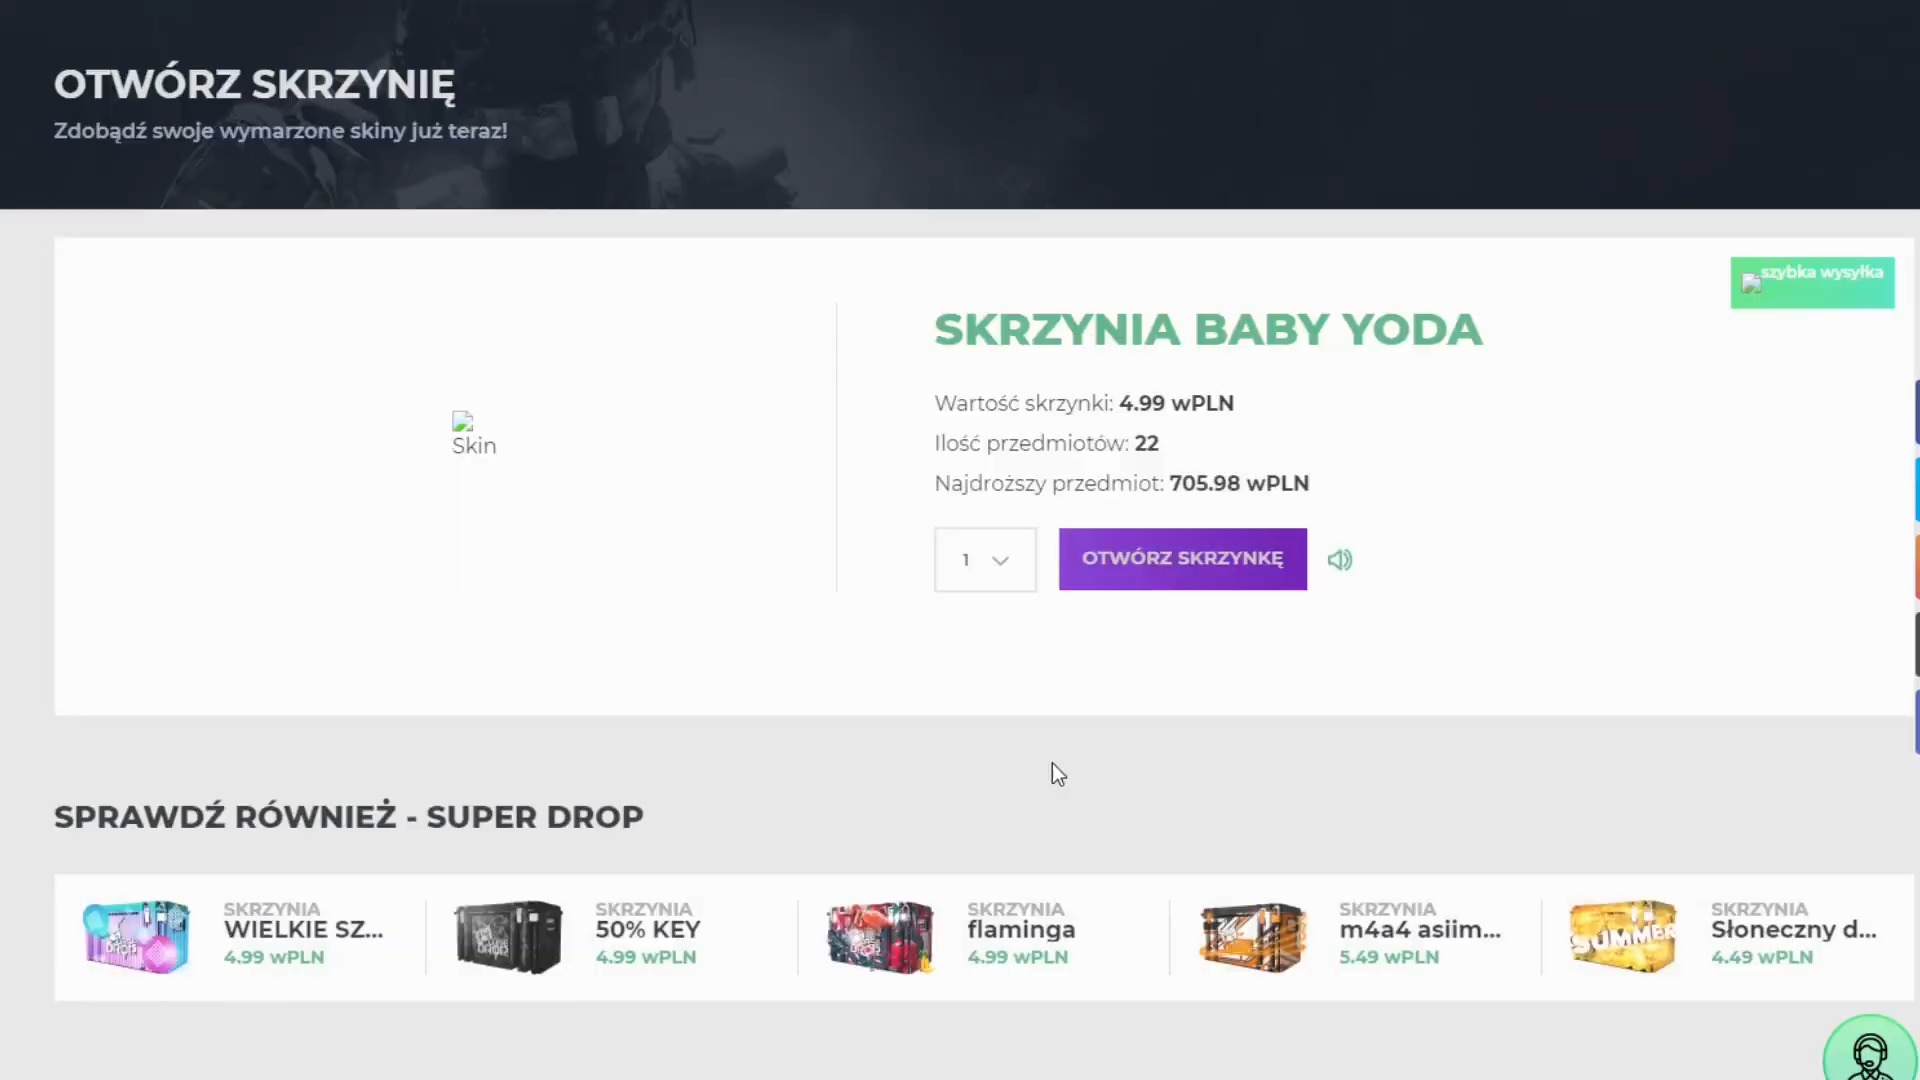 OTWÓRZ SKRZYNIĘ
Zdobądź swoje wymarzone skiny już teraz!
szybka wysyłka
SKRZYNIA BABY YODA
Wartość skrzynki: 4.99 wPLN
Ilość przedmiotów: 22
Najdroższy przedmiot: 705.98 wPLN
Skin
1
OTWÓRZ SKRZYNKĘ
SPRAWDŹ RÓWNIEŻ - SUPER DROP
SKRZYNIA
WIELKIE SZ...
4.99 wPLN
SKRZYNIA
50% KEY
4.99 wPLN
SKRZYNIA
flaminga
4.99 wPLN
SKRZYNIA
m4a4 asiim...
5.49 wPLN
SUMMER
SKRZYNIA
Słoneczny d...
4.49 wPLN